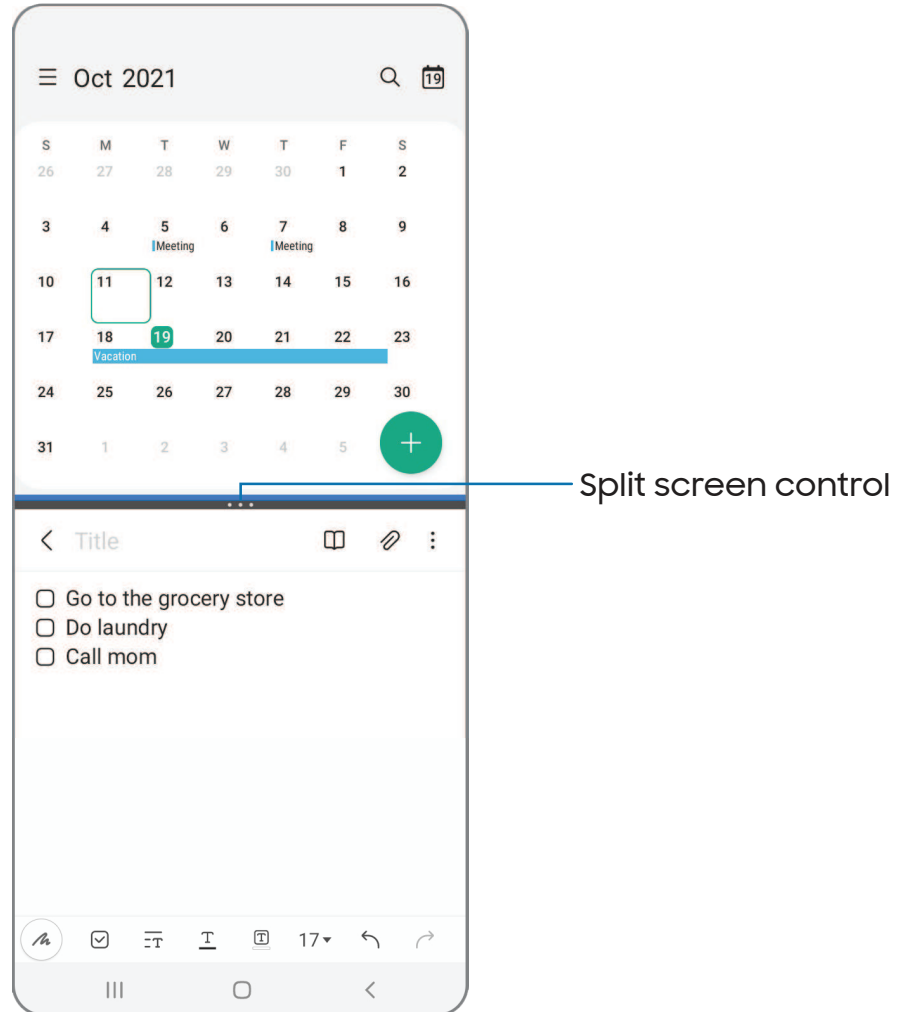 Oct 2021
19
S M T W T F S
26 27 28 29 30 1 2
3 4 5 6 7 8 9
Meeting Meeting
10 11 12 13 14 15 16
17 18 19 20 21 22 23
Vacation
24 25 26 27 28 29 30
31 1 2 3 4 5
Split screen control
Title
Go to the grocery store
Do laundry
Call mom
T T T 17